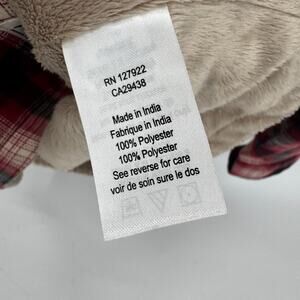 RN 127922
CA29438
Made in India
Fabrique in India
100% Polyester
100% Polyester
See reverse for care
voir de soin sure le dos